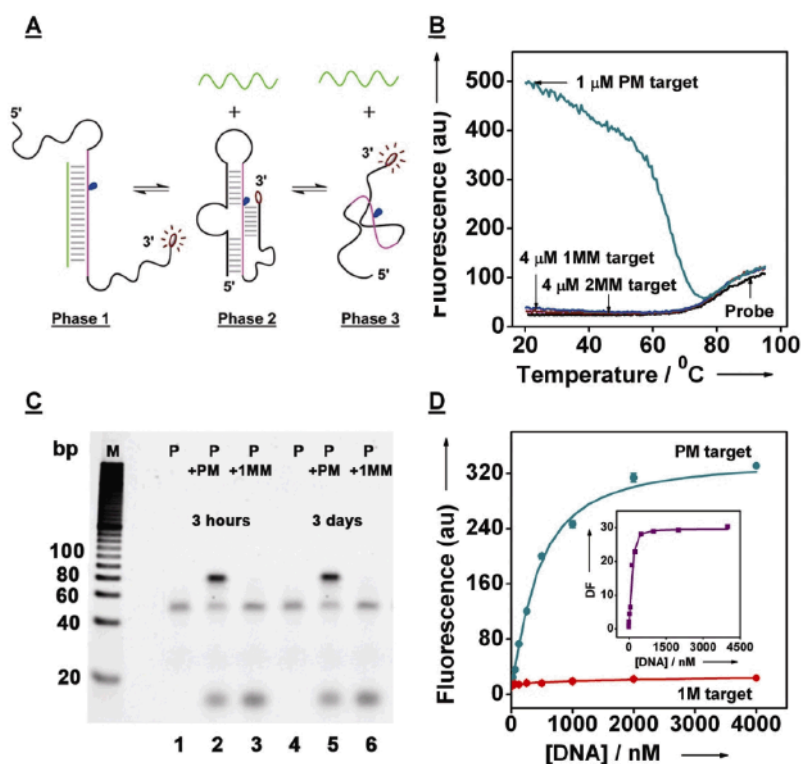 A
5'
3'
Phase 1
+
3'
5'
Phase 2
+
3'
5'
Phase 3
B
Fluorescence (au)
500
400
300
200
100
0
1 μM PM target
4 μM 1MM target
4 μM 2MM target
Probe
20 40 60 80 100
Temperature / ⁰C
C
bp M P P P P P P
+PM +1MM +PM +1MM
3 hours 3 days
100
80
60
40
20
1 2 3 4 5 6
D
Fluorescence (au)
320
240
160
80
0
PM target
DF
30
20
10
0
0 1500 3000 4500
[DNA] / nM
1M target
0 1000 2000 3000 4000
[DNA] / nM